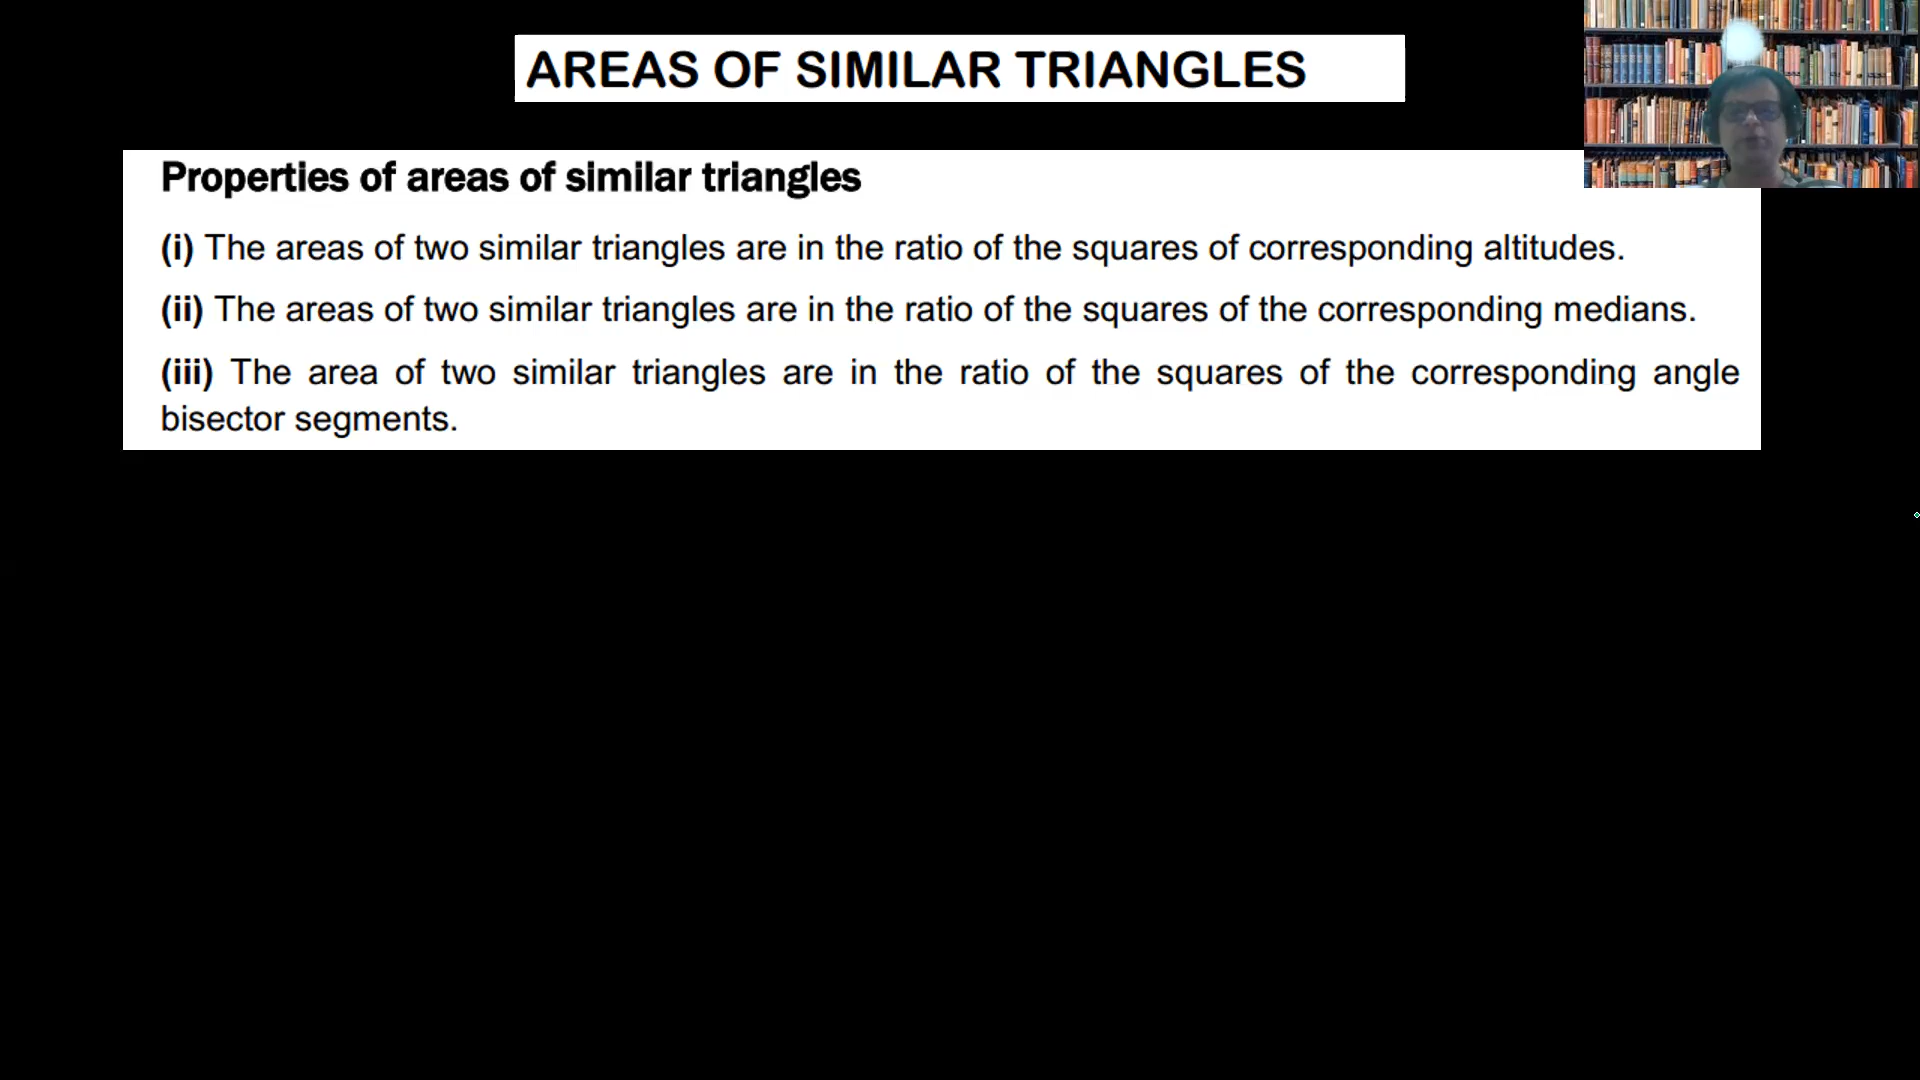 AREAS OF SIMILAR TRIANGLES
Properties of areas of similar triangles
(i) The areas of two similar triangles are in the ratio of the squares of corresponding altitudes.
(ii) The areas of two similar triangles are in the ratio of the squares of the corresponding medians.
(iii) The area of two similar triangles are in the ratio of the squares of the corresponding angle
bisector segments.